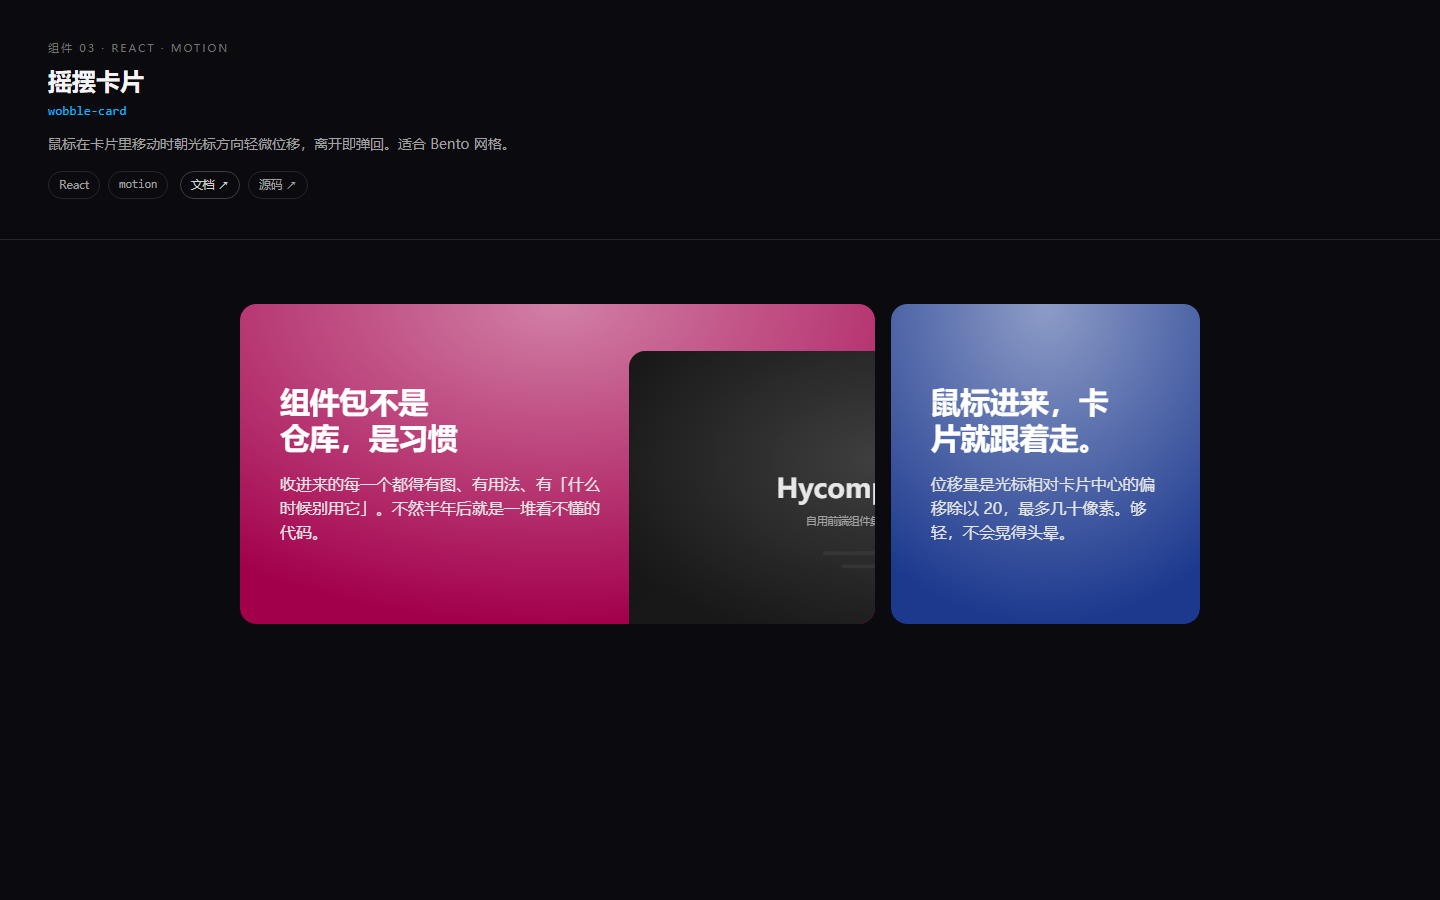 组件 03 · REACT · MOTION
摇摆卡片
wobble-card
鼠标在卡片里移动时朝光标方向轻微位移，离开即弹回。适合 Bento 网格。
React motion 文档 ↗ 源码 ↗
组件包不是
仓库，是习惯
收进来的每一个都得有图、有用法、有「什么
时候别用它」。不然半年后就是一堆看不懂的
代码。
Hycomp
自用前端组件
鼠标进来，卡
片就跟着走。
位移量是光标相对卡片中心的偏
移除以 20，最多几十像素。够
轻，不会晃得头晕。